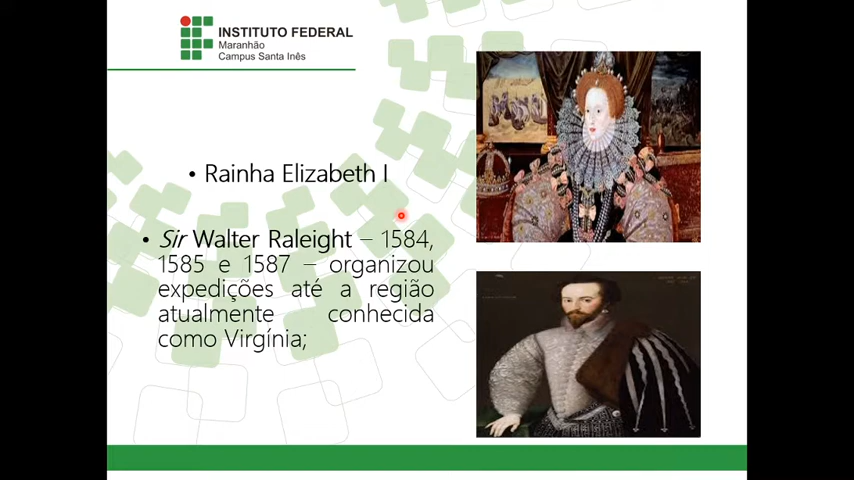 INSTITUTO FEDERAL
Maranhão
Campus Santa Inês
• Rainha Elizabeth I
• Sir Walter Raleight – 1584,
1585 e 1587 – organizou
expedições até a região
atualmente conhecida
como Virgínia;